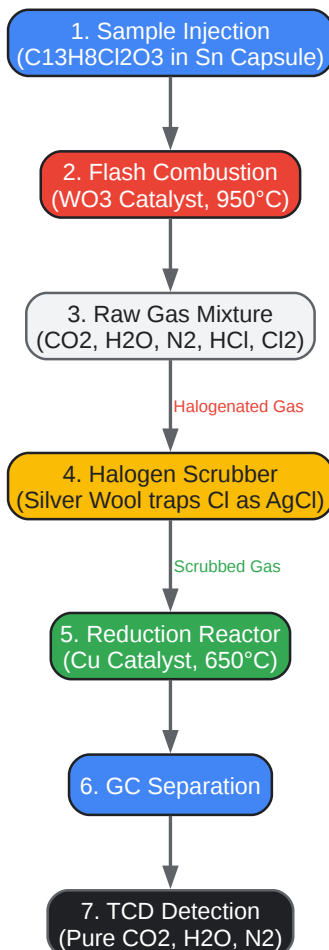 1. Sample Injection
(C13H8Cl2O3 in Sn Capsule)
2. Flash Combustion
(WO3 Catalyst, 950°C)
3. Raw Gas Mixture
(CO2, H2O, N2, HCl, Cl2)
Halogenated Gas
4. Halogen Scrubber
(Silver Wool traps Cl as AgCl)
Scrubbed Gas
5. Reduction Reactor
(Cu Catalyst, 650°C)
6. GC Separation
7. TCD Detection
(Pure CO2, H2O, N2)